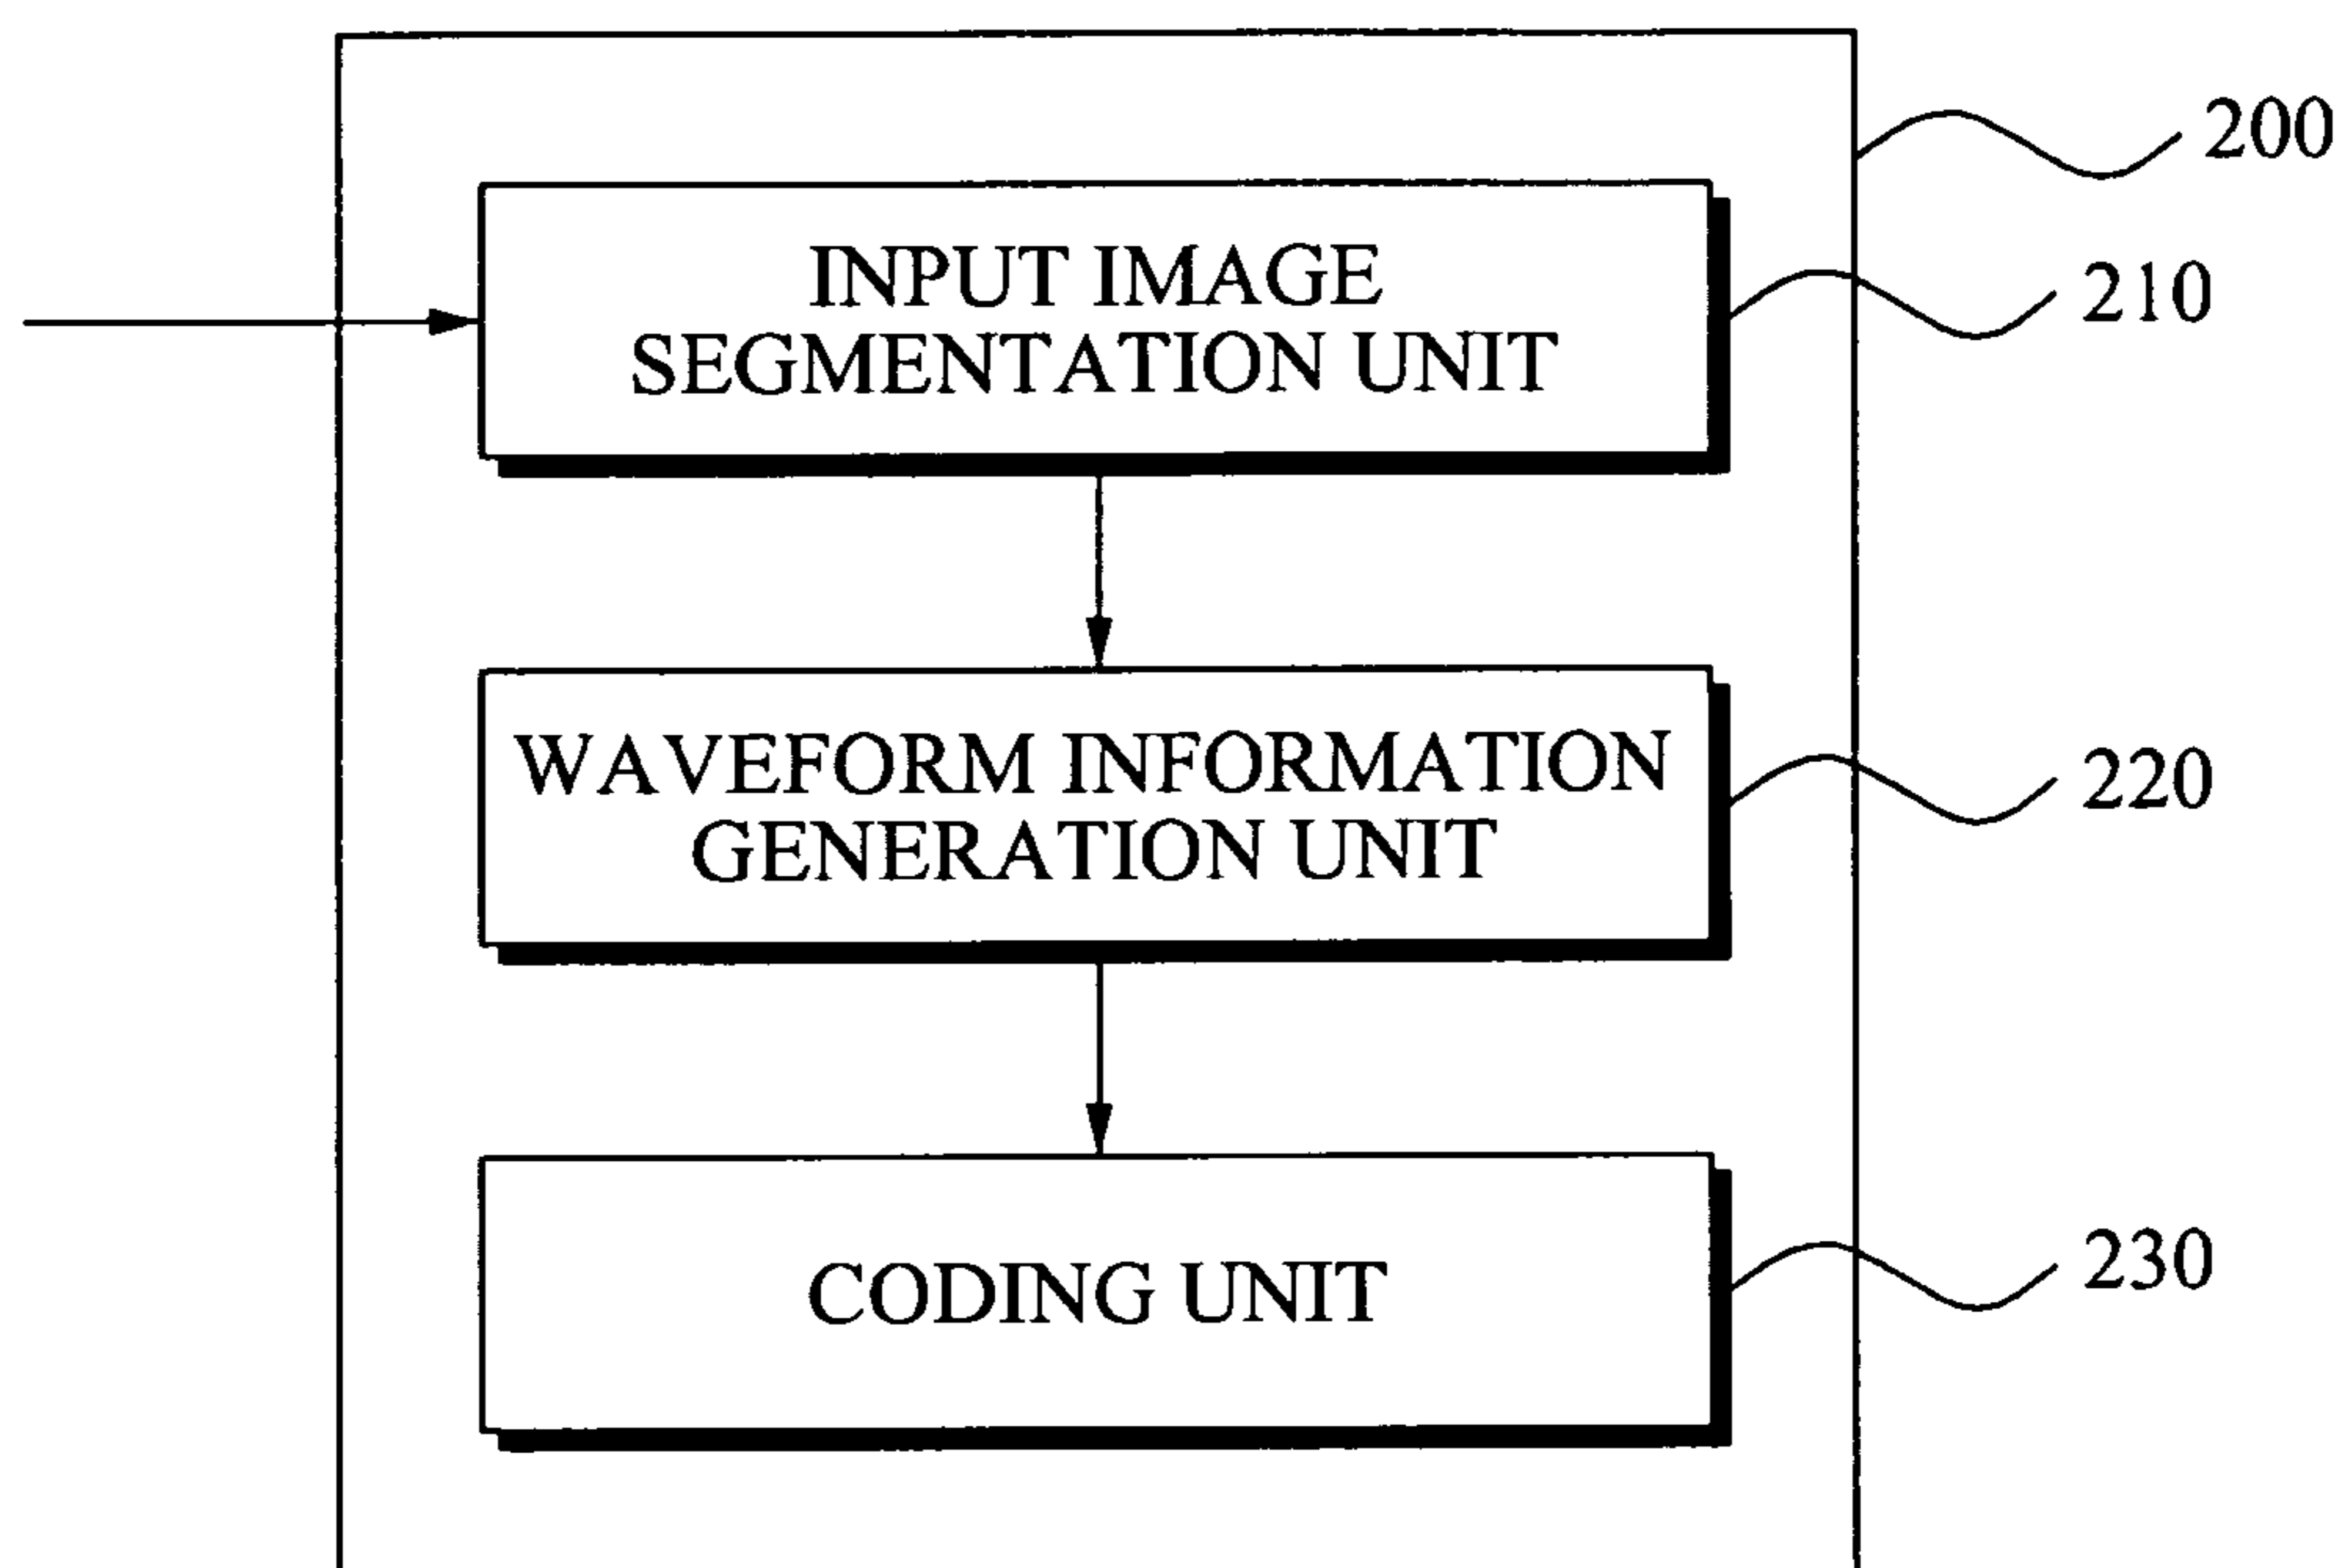 200
INPUT IMAGE
SEGMENTATION UNIT
210
WAVEFORM INFORMATION
GENERATION UNIT
220
CODING UNIT
230